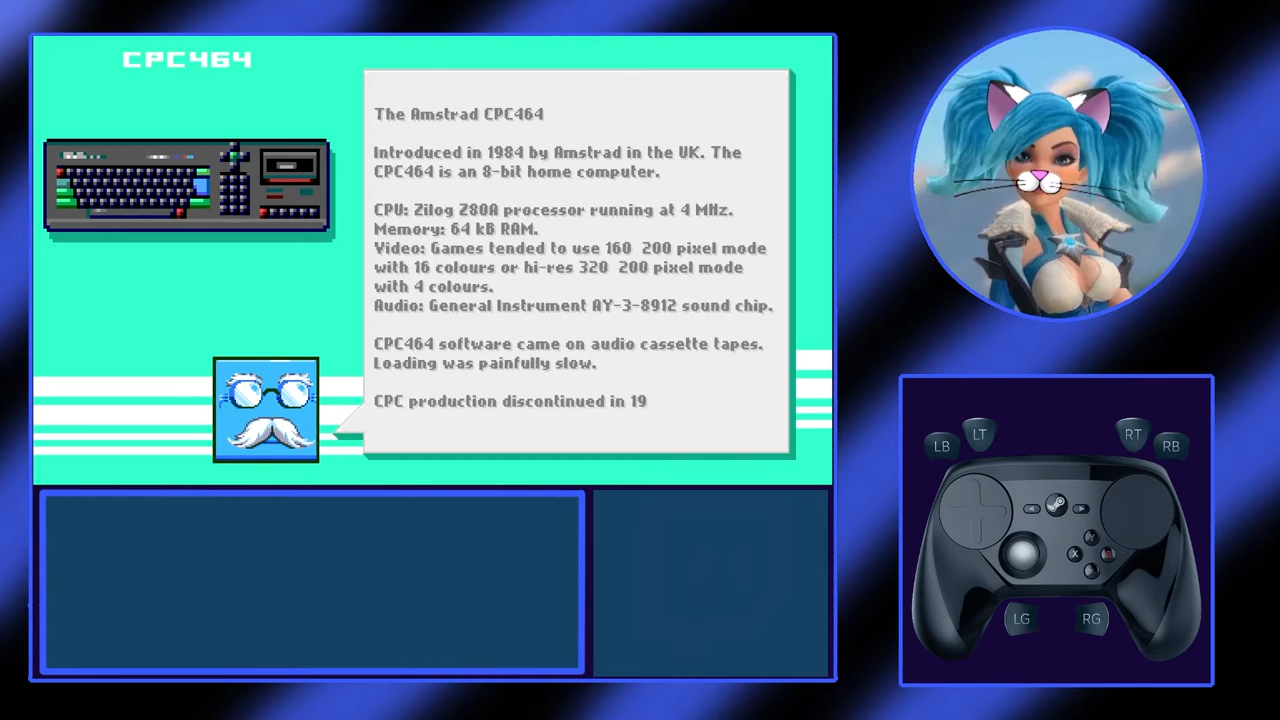 CPC464
The Amstrad CPC464
Introduced in 1984 by Amstrad in the UK. The
CPC464 is an 8-bit home computer.
CPU: Zilog Z80A processor running at 4 MHz.
Memory: 64 kB RAM.
Video: Games tended to use 160 200 pixel mode
with 16 colours or hi-res 320 200 pixel mode
with 4 colours.
Audio: General Instrument AY-3-8912 sound chip.
CPC464 software came on audio cassette tapes.
Loading was painfully slow.
CPC production discontinued in 19
LB
LT
RT
RB
Y
X
B
LG
RG